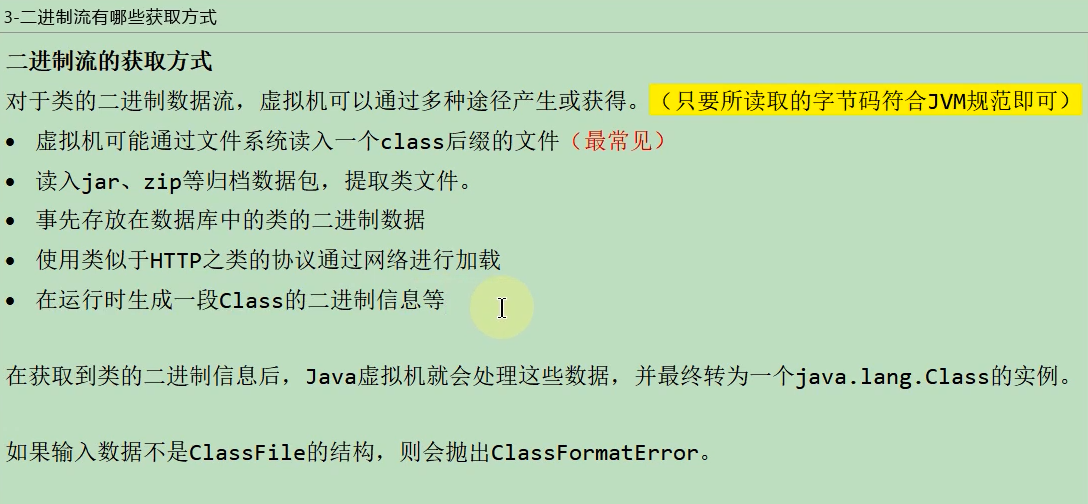 3-二进制流有哪些获取方式
二进制流的获取方式
对于类的二进制数据流，虚拟机可以通过多种途径产生或获得。（只要所读取的字节码符合JVM规范即可）
• 虚拟机可能通过文件系统读入一个class后缀的文件（最常见）
• 读入jar、zip等归档数据包，提取类文件。
• 事先存放在数据库中的类的二进制数据
• 使用类似于HTTP之类的协议通过网络进行加载
• 在运行时生成一段Class的二进制信息等
在获取到类的二进制信息后，Java虚拟机就会处理这些数据，并最终转为一个java.lang.Class的实例。
如果输入数据不是ClassFile的结构，则会抛出ClassFormatError。